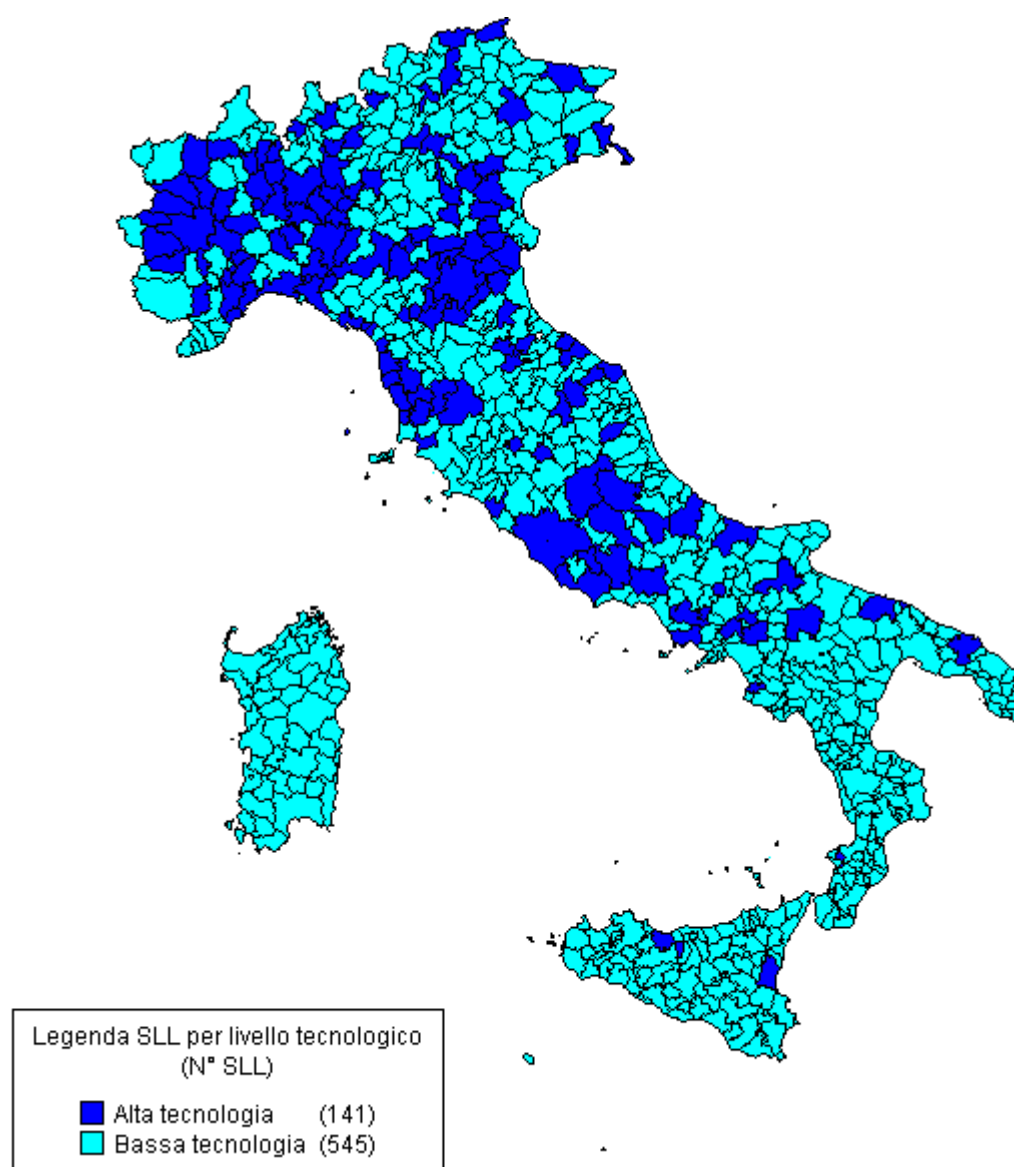 Legenda SLL per livello tecnologico
(N° SLL)
Alta tecnologia (141)
Bassa tecnologia (545)